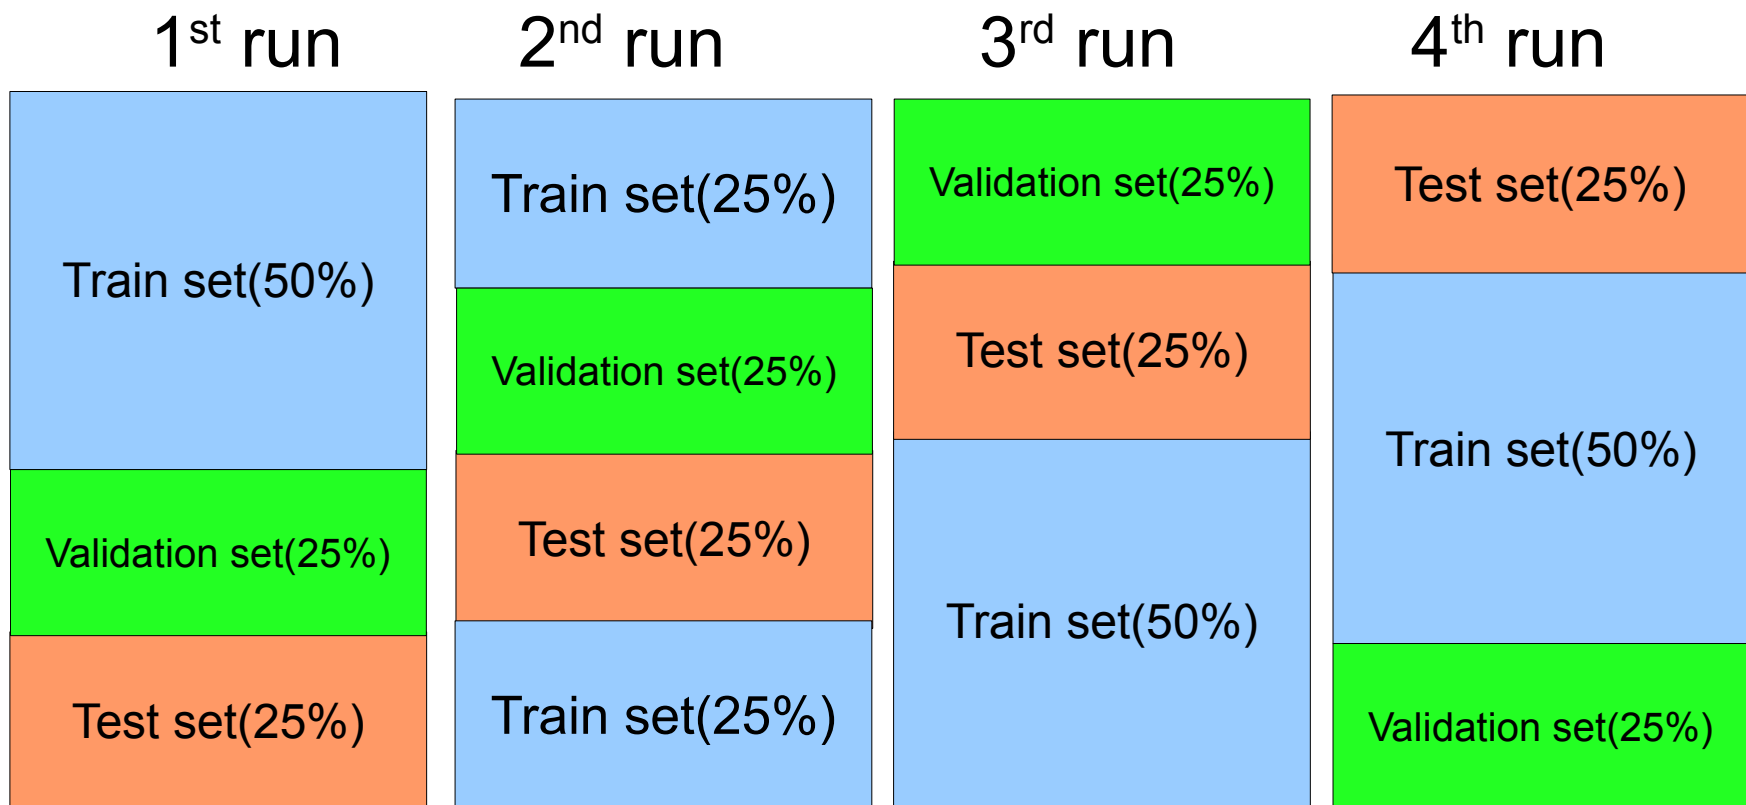 1st run
Train set(50%)
Validation set(25%)
Test set(25%)
2nd run
Train set(25%)
Validation set(25%)
Test set(25%)
Train set(25%)
3rd run
Validation set(25%)
Test set(25%)
Train set(50%)
4th run
Test set(25%)
Train set(50%)
Validation set(25%)